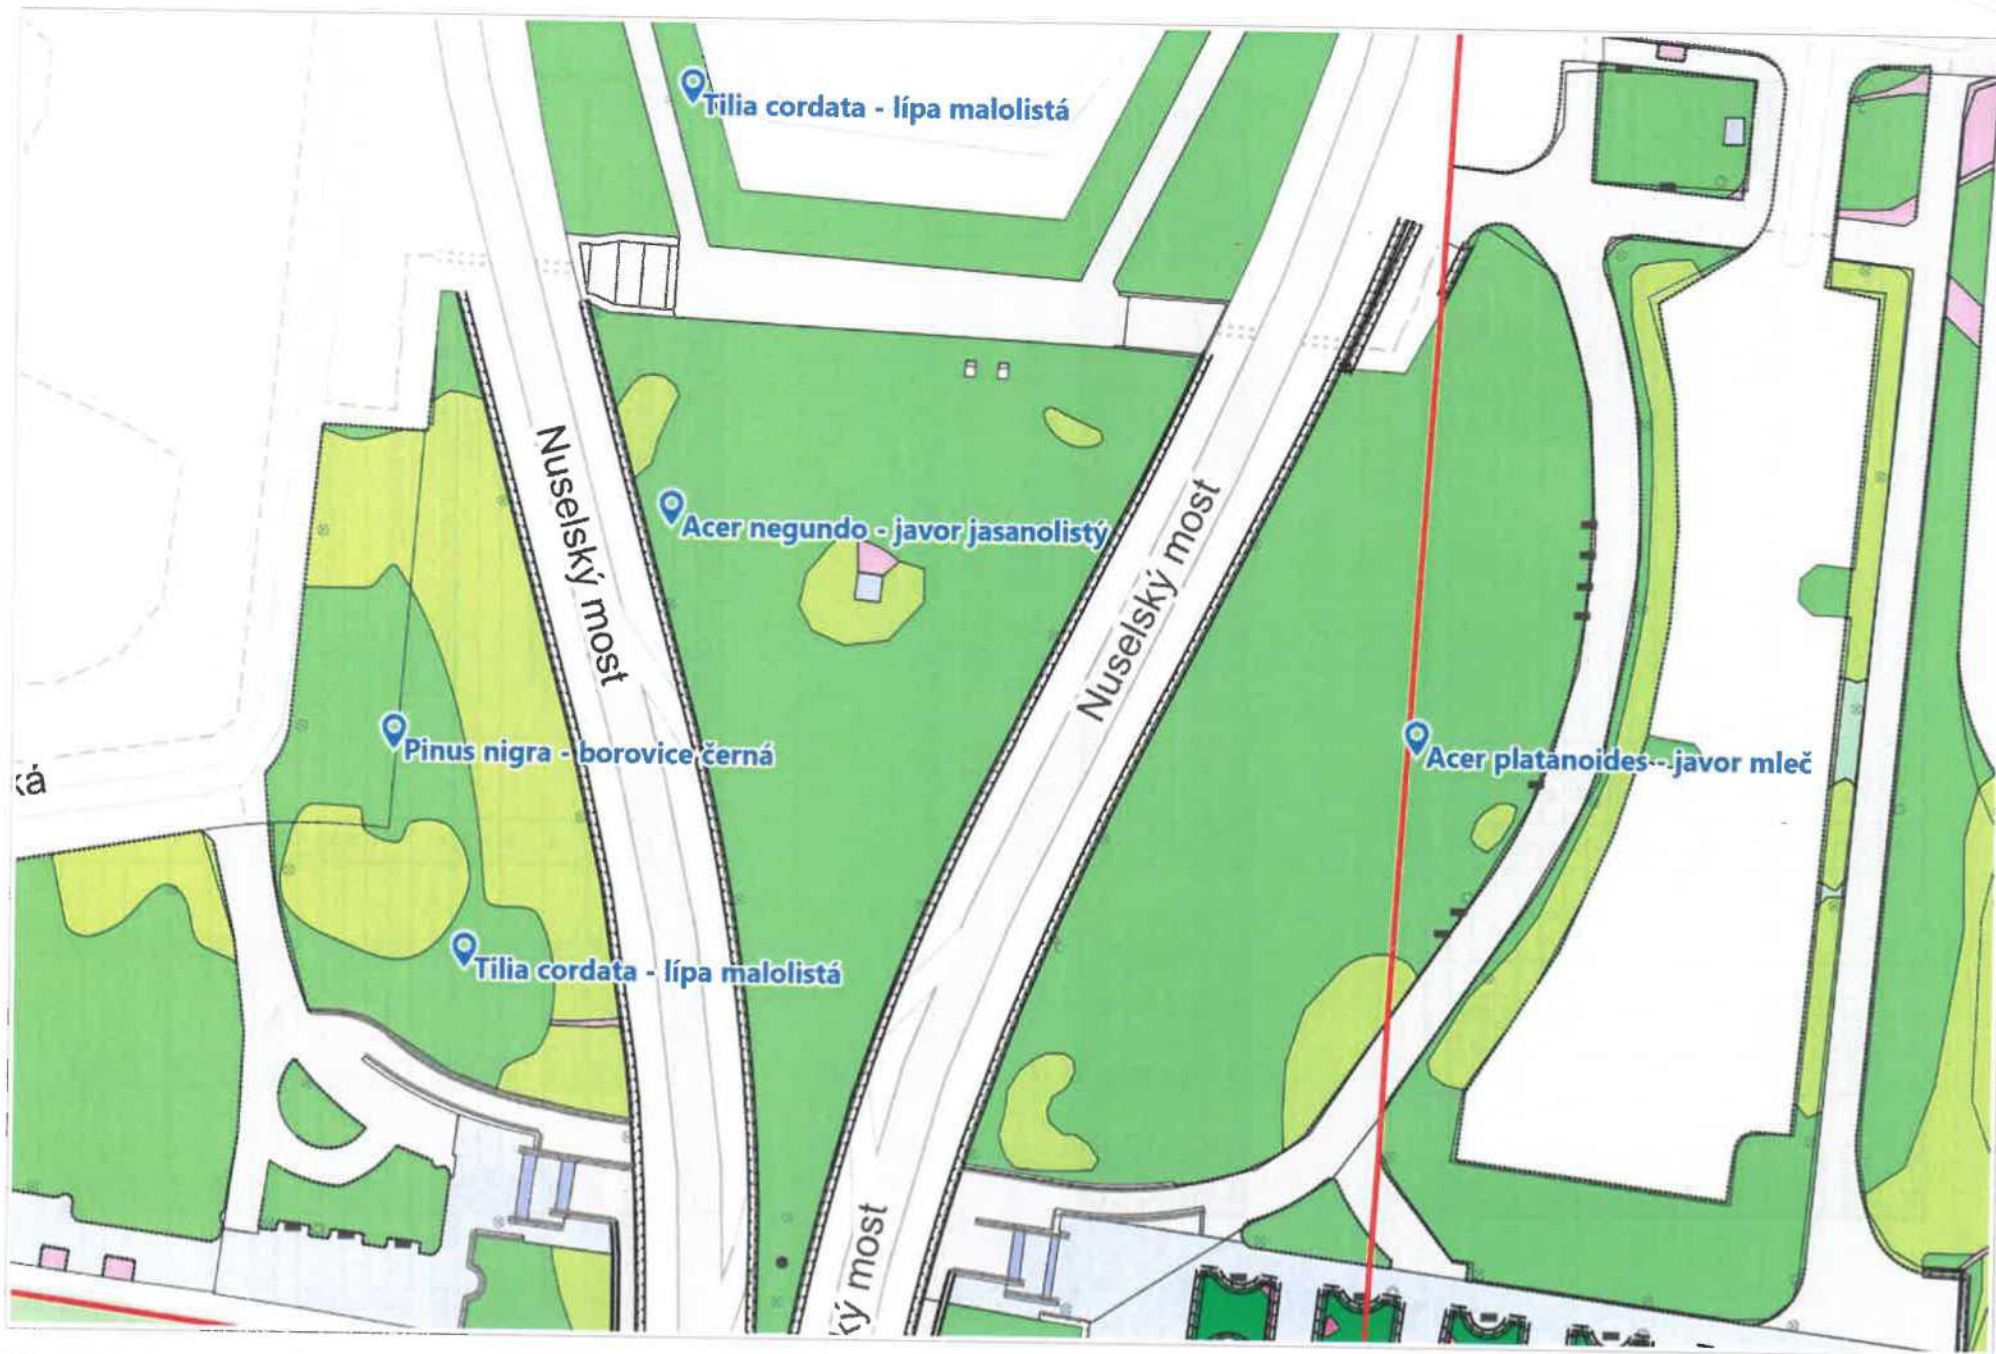 Tilia cordata - lípa malolistá
Nuselský most
Acer negundo - javor jasanolistý
Nuselský most
Pinus nigra - borovice černá
Acer platanoides - javor mleč
ká
Tilia cordata - lípa malolistá
ký most